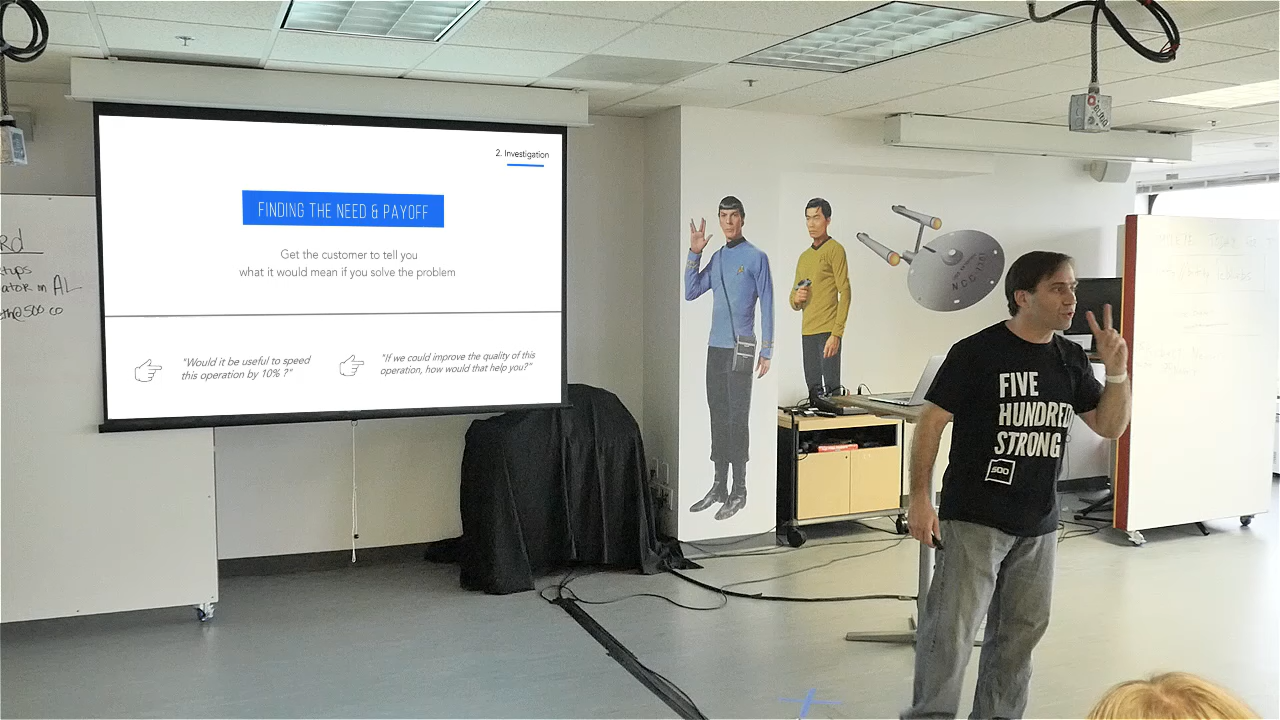 2. Investigation
FINDING THE NEED & PAYOFF
Get the customer to tell you
what it would mean if you solve the problem
"Would it be useful to speed
this operation by 10% ?"
"If we could improve the quality of this
operation, how would that help you?"
NCC-1701
FIVE
HUNDRED
STRONG
500